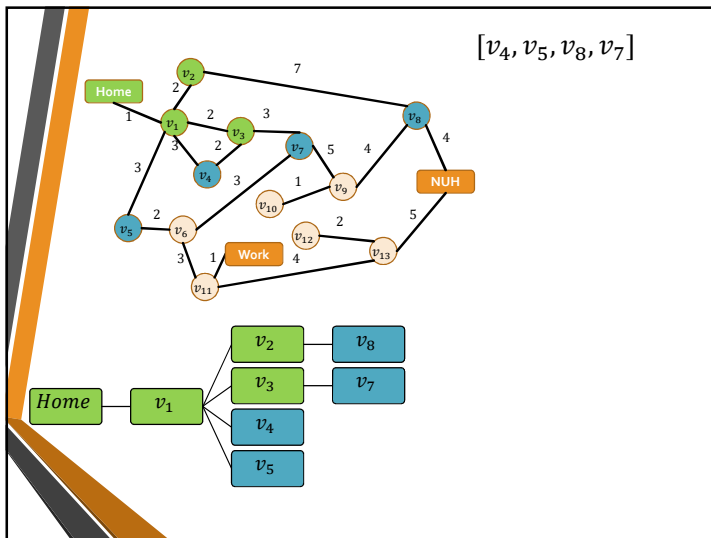 [v₄, v₅, v₈, v₇]
7
v₂
Home
2
v₈
1
v₁
2
3
v₃
4
4
3
2
v₇
5
v₄
3
NUH
3
1
v₉
v₁₀
5
2
2
v₅
v₆
v₁₂
3
1
Work
4
v₁₃
v₁₁
v₂
v₈
v₃
v₇
Home
v₁
v₄
v₅